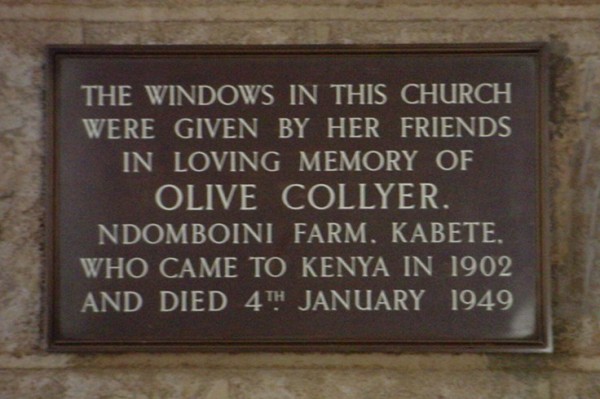 THE WINDOWS IN THIS CHURCH
WERE GIVEN BY HER FRIENDS
IN LOVING MEMORY OF
OLIVE COLLYER.
NDOMBOINI FARM. KABETE,
WHO CAME TO KENYA IN 1902
AND DIED 4TH JANUARY 1949